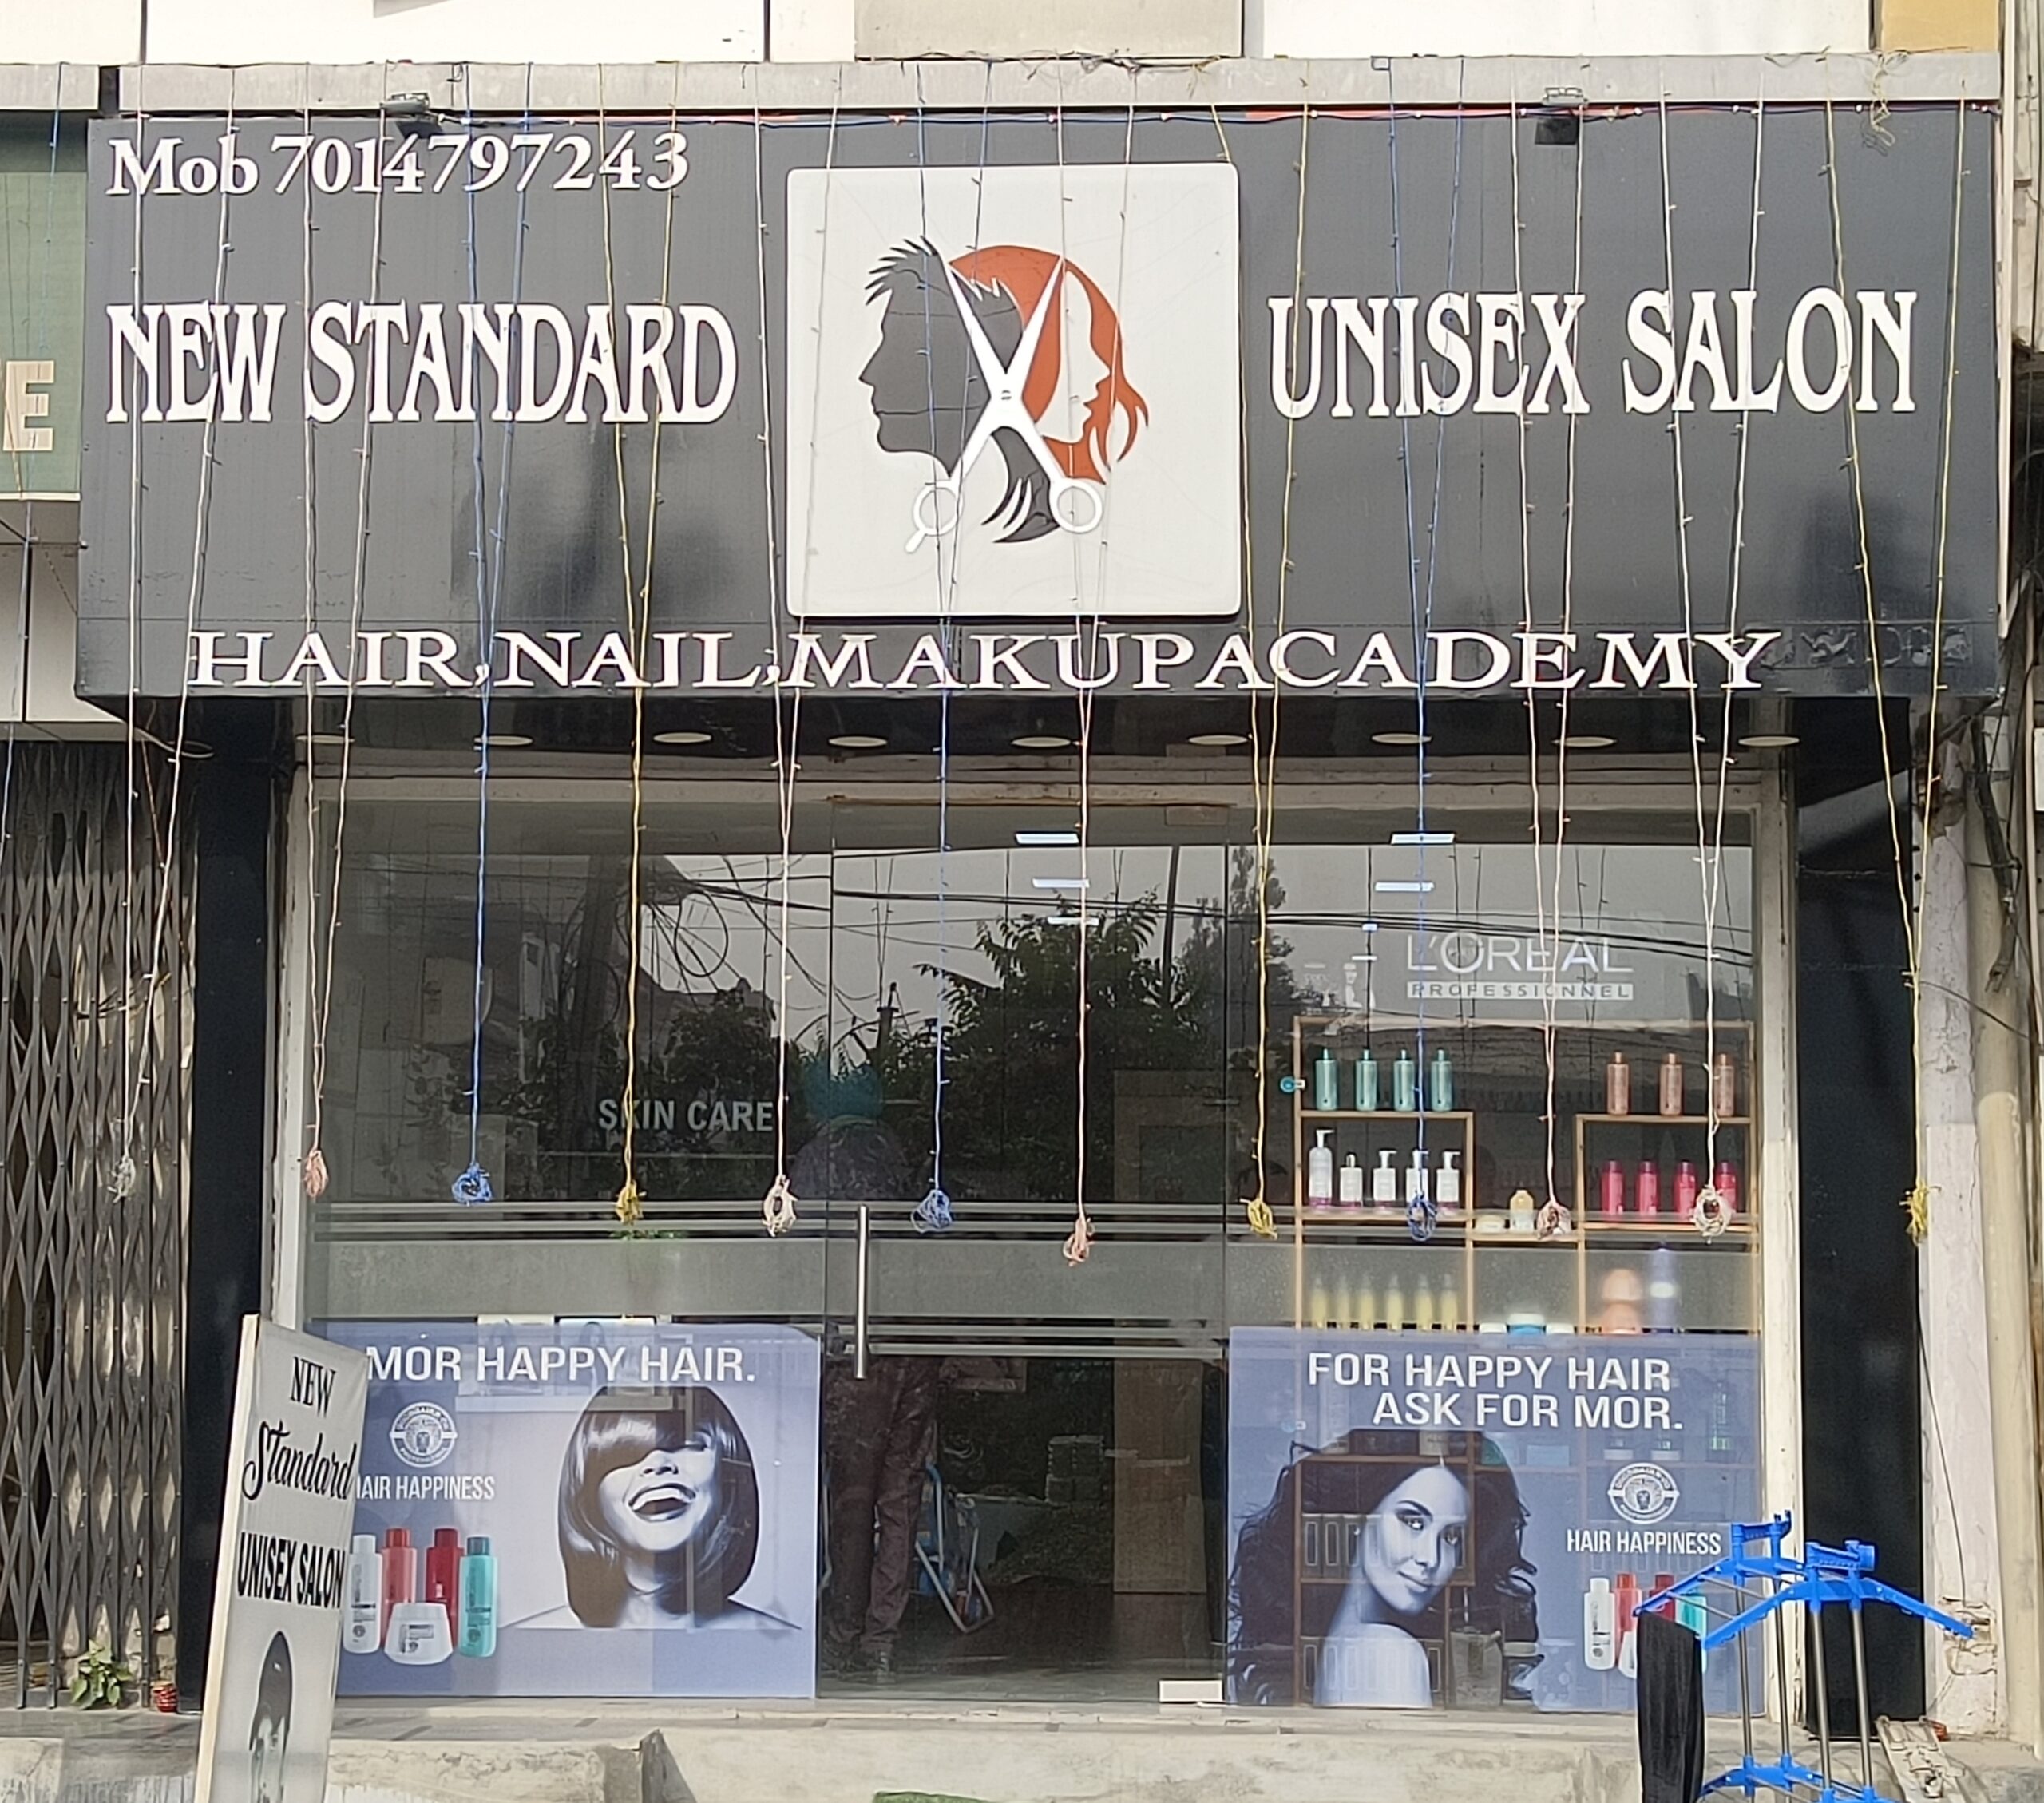 Mob 7014797243
NEW STANDARD
UNISEX SALON
HAIR,NAIL,MAKUPACADEMY
E
L'ORÉAL
PROFESSIONNEL
SKIN CARE
MOR HAPPY HAIR.
HAIR HAPPINESS
FOR HAPPY HAIR
ASK FOR MOR.
HAIR HAPPINESS
NEW
Standard
UNISEX SALON